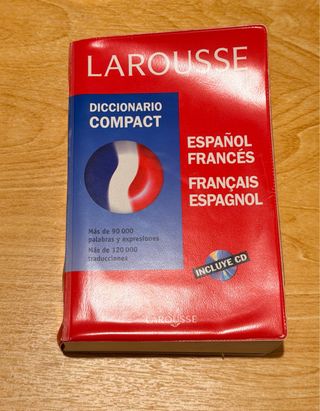 LAROUSSE
DICCIONARIO
COMPACT
ESPAÑOL
FRANCÉS
FRANÇAIS
ESPAGNOL
Más de 90 000
palabras y expresiones
Más de 120 000
traducciones
INCLUYE CD
LAROUSSE